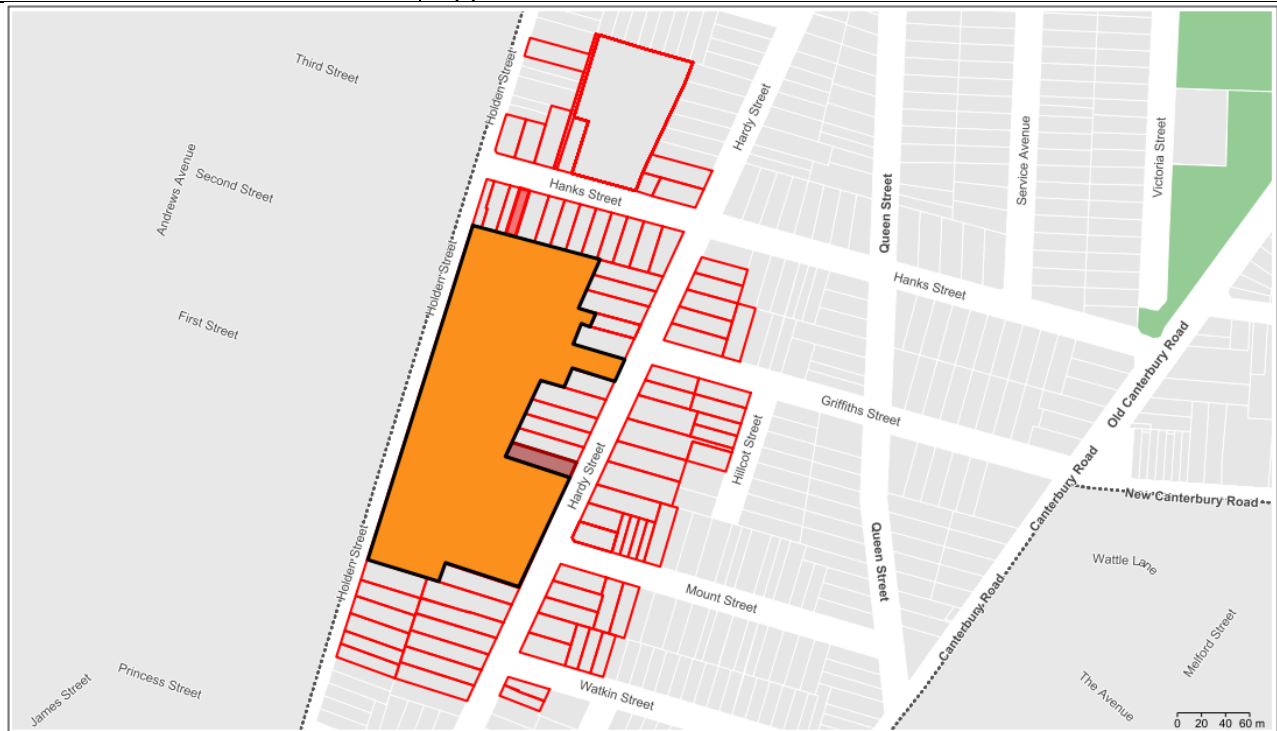 Third Street
Holden Street
Hardy Street
Andrews Avenue
Second Street
Hanks Street
Queen Street
Service Avenue
Victoria Street
Holden Street
First Street
Hanks Street
Old Canterbury Road
Griffiths Street
Hillcot Street
Hardy Street
Canterbury Road
New Canterbury Road
Holden Street
Queen Street
Wattle Lane
Mount Street
Canterbury Road
Melford Street
Princess Street
James Street
Watkin Street
The Avenue
0 20 40 60 m